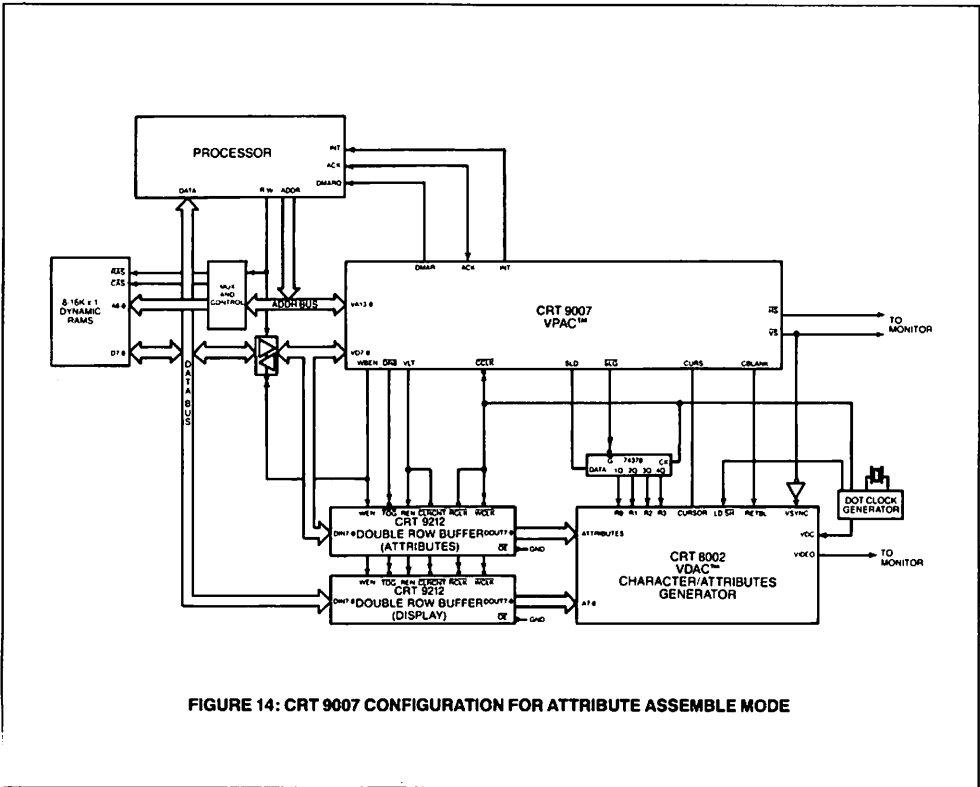 PROCESSOR
INT
ACK
DMARQ
DATA
R/W
ADDR
8-16K x 1
DYNAMIC
RAMS
RAS
CAS
D7-0
MUX
AND
CONTROL
ADDR BUS
DATA BUS
DMAR
ACK
INT
VA13-0
VD7-0
CRT 9007
VPAC™
HS
VS
TO
MONITOR
WBEN
DRB
VLT
CCLK
SLD
SLG
CURS
CBLANK
G
74378
CK
DATA
1Q
2Q
3Q
4Q
DOT CLOCK
GENERATOR
WEN
TOG
REN
CLRCNT
RCLK
WCLK
DIN7-0
CRT 9212
DOUT7-0
DOUBLE ROW BUFFER
(ATTRIBUTES)
OE
GND
WEN
TOG
REN
CLRCNT
RCLK
WCLK
DIN7-0
CRT 9212
DOUBLE ROW BUFFER
DOUT7-0
(DISPLAY)
OE
GND
R0
R1
R2
R3
CURSOR
LD SH
RETBL
VSYNC
ATTRIBUTES
VDC
CRT 8002
VDAC™
CHARACTER/ATTRIBUTES
GENERATOR
A7-0
VIDEO
TO
MONITOR
FIGURE 14: CRT 9007 CONFIGURATION FOR ATTRIBUTE ASSEMBLE MODE